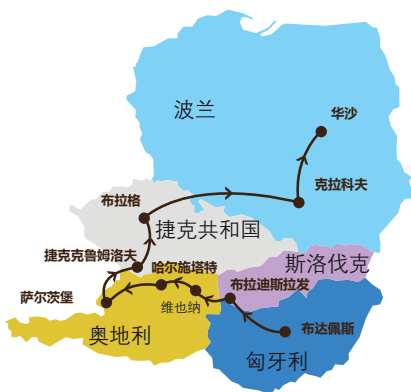 波兰
华沙
布拉格
克拉科夫
捷克共和国
捷克克鲁姆洛夫
哈尔施塔特
斯洛伐克
布拉迪斯拉发
萨尔茨堡
维也纳
奥地利
布达佩斯
匈牙利